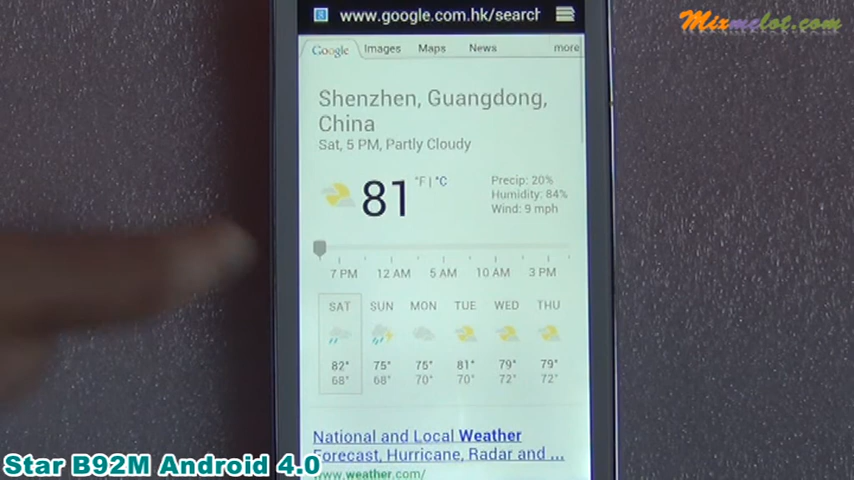 www.google.com.hk/search
Mixmelot.com
Google Images Maps News more
Shenzhen, Guangdong,
China
Sat, 5 PM, Partly Cloudy
81 °F | °C
Precip: 20%
Humidity: 84%
Wind: 9 mph
7 PM 12 AM 5 AM 10 AM 3 PM
SAT SUN MON TUE WED THU
82° 75° 75° 81° 79° 79°
68° 68° 70° 70° 72° 72°
National and Local Weather
Forecast, Hurricane, Radar and ...
www.weather.com/
Star B92M Android 4.0